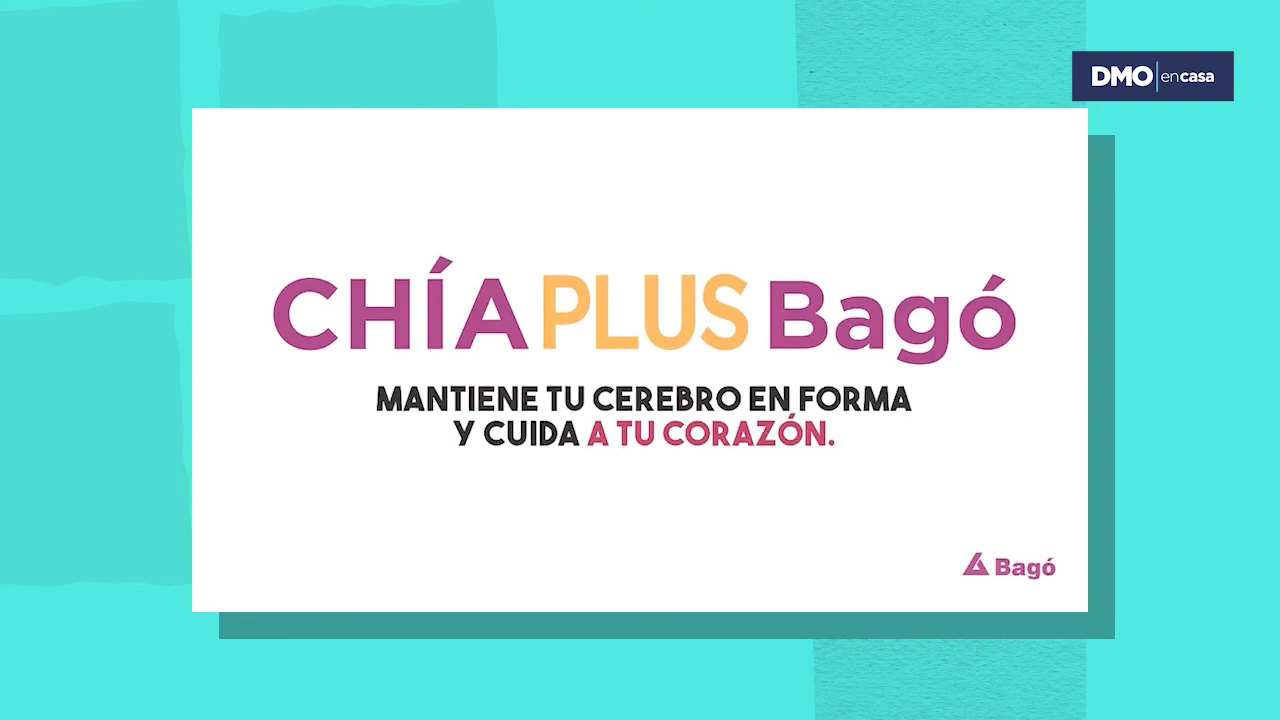 DMO encasa
CHÍA PLUS Bagó
MANTIENE TU CEREBRO EN FORMA
Y CUIDA A TU CORAZÓN.
Bagó